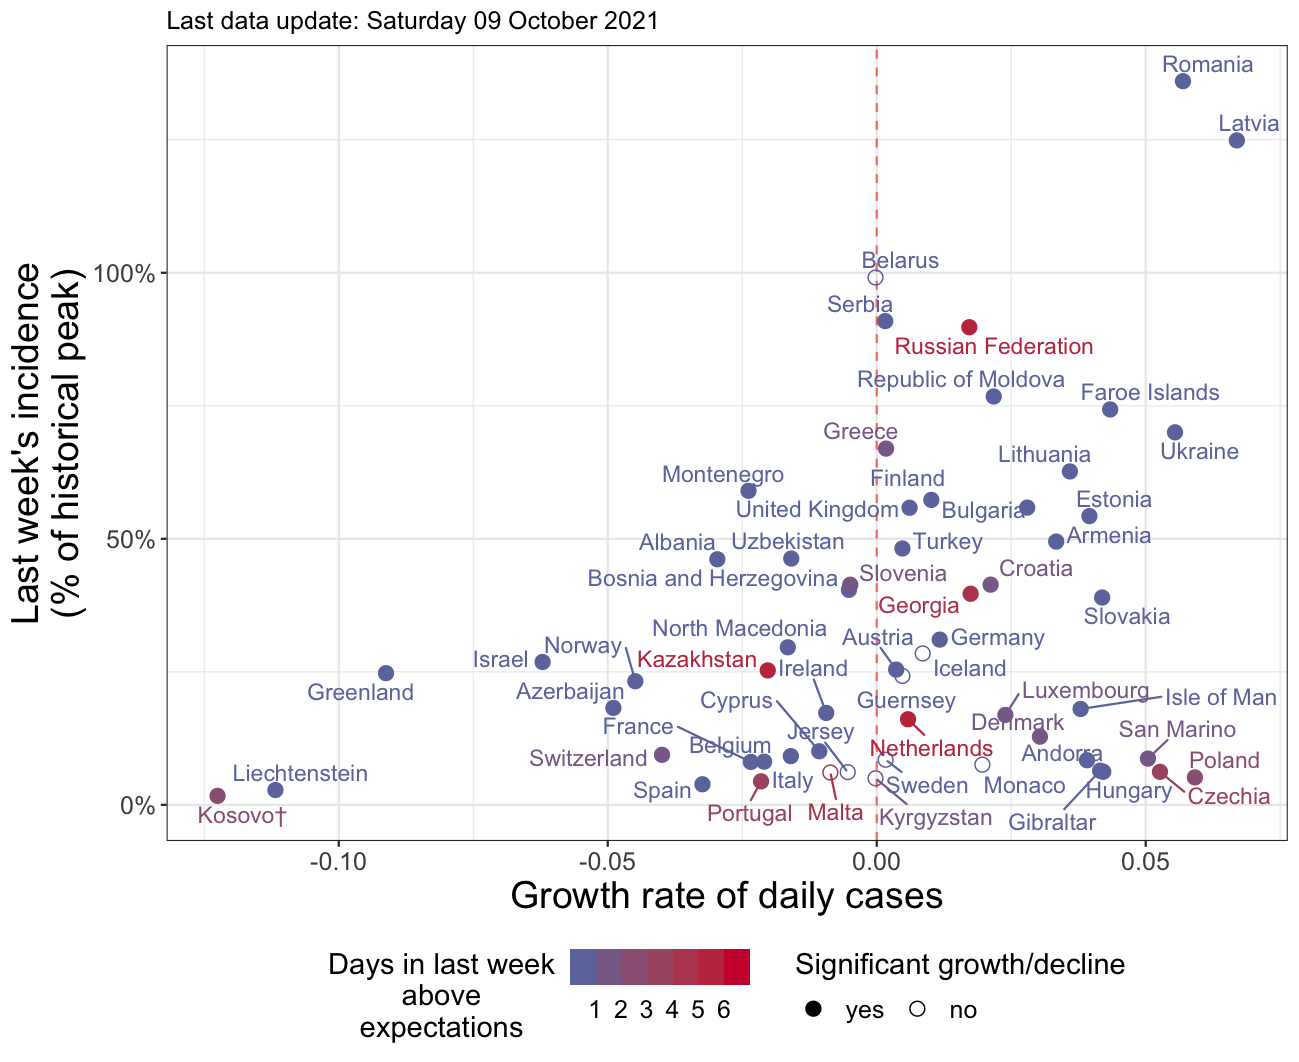 Last data update: Saturday 09 October 2021
Romania
Latvia
100%
Belarus
Serbia
Russian Federation
Republic of Moldova
Faroe Islands
Greece
Ukraine
Lithuania
Montenegro
Finland
Estonia
United Kingdom
Bulgaria
50%
Albania
Uzbekistan
Turkey
Armenia
Bosnia and Herzegovina
Slovenia
Croatia
Georgia
Slovakia
North Macedonia
Austria
Germany
Norway
Israel
Kazakhstan
Ireland
Iceland
Greenland
Azerbaijan
Cyprus
Guernsey
Luxembourg
Isle of Man
France
Jersey
Denmark
San Marino
Belgium
Netherlands
Switzerland
Andorra
Poland
Liechtenstein
Spain
Italy
Sweden
Monaco
Hungary
Czechia
0%
Kosovo†
Portugal
Malta
Kyrgyzstan
Gibraltar
Last week's incidence
(% of historical peak)
-0.10
-0.05
0.00
0.05
Growth rate of daily cases
Days in last week
above
expectations
1 2 3 4 5 6
Significant growth/decline
yes
no